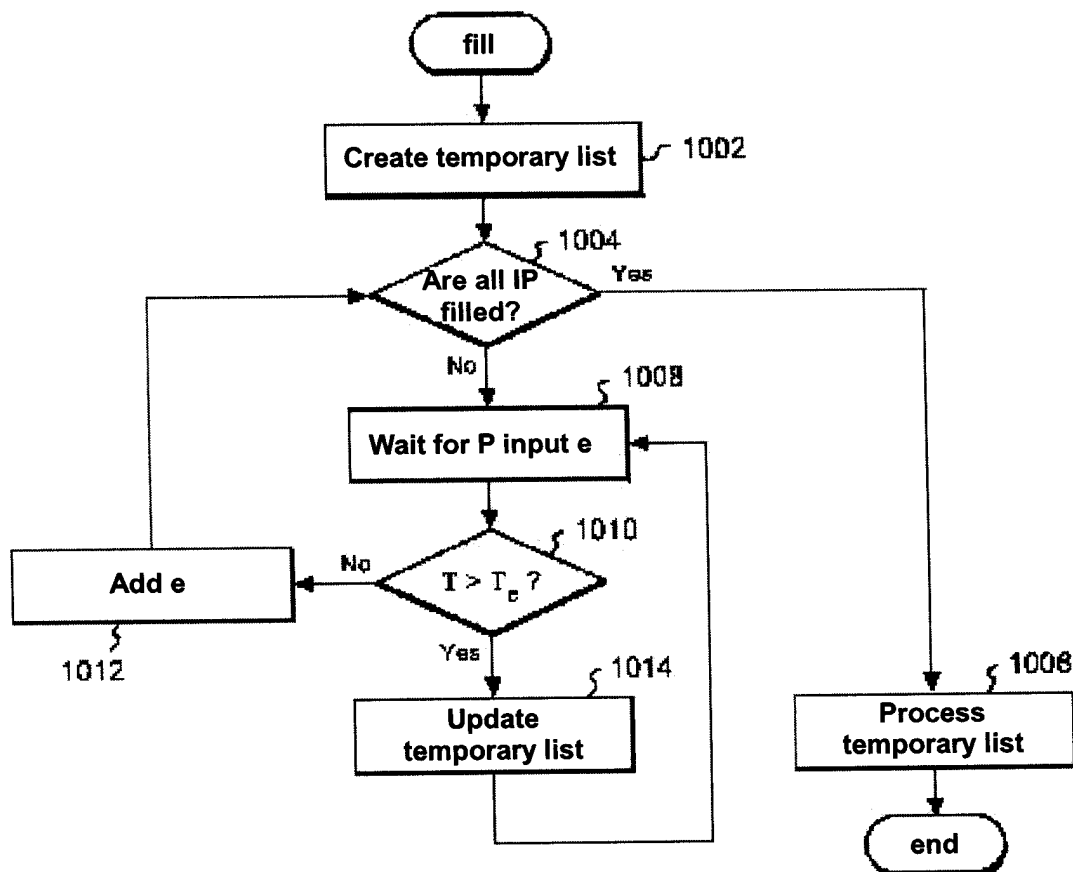 fill
Create temporary list
1002
1004
Are all IP
filled?
Yes
No
1008
Wait for P input e
1010
T > Te ?
No
Add e
1012
Yes
1014
Update
temporary list
1006
Process
temporary list
end